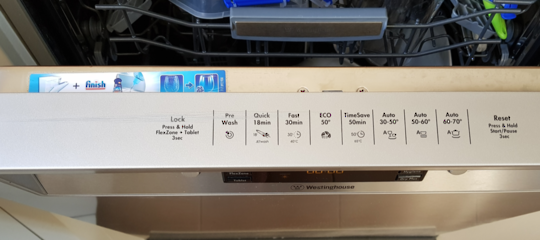 + finish
Lock
Press & Hold
FlexZone + Tablet
3sec
Pre
Wash
Quick
18min
Fast
30min
ECO
50°
TimeSave
50min
Auto
30-50°
Auto
50-60°
Auto
60-70°
Reset
Press & Hold
Start/Pause
3sec
Westinghouse